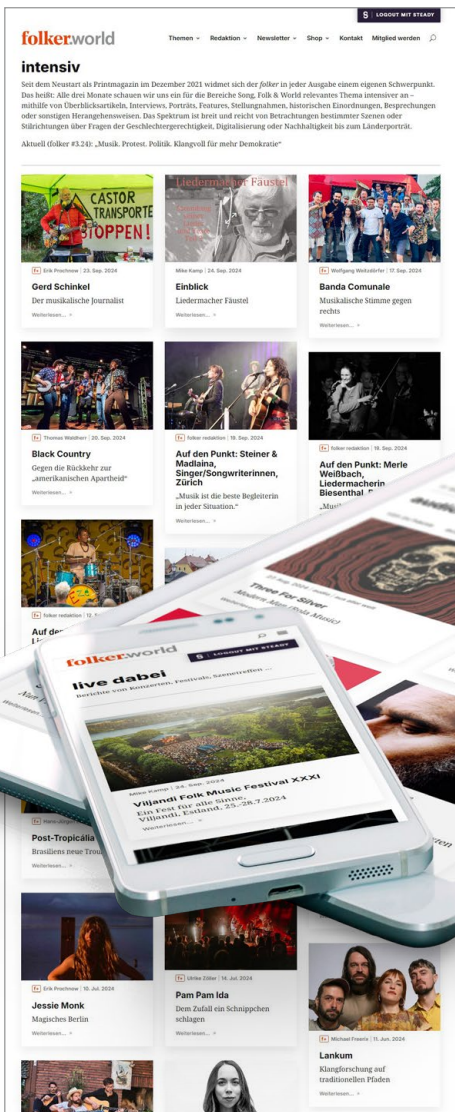 S | LOGOUT MIT STEADY
folker.world
Themen Redaktion Newsletter Shop Kontakt Mitglied werden
intensiv
Seit dem Neustart als Printmagazin im Dezember 2021 widmet sich der folker in jeder Ausgabe einem eigenen Schwerpunkt.
Das heißt: Alle drei Monate schauen wir uns ein für die Bereiche Song, Folk & World relevantes Thema intensiver an –
mithilfe von Überblicksartikeln, Interviews, Porträts, Features, Stellungnahmen, historischen Einordnungen, Besprechungen
oder sonstigen Herangehensweisen. Das Spektrum ist breit und reicht von Betrachtungen bestimmter Szenen oder
Stilrichtungen über Fragen der Geschlechtergerechtigkeit, Digitalisierung oder Nachhaltigkeit bis zum Länderporträt.
Aktuell (folker #3.24): „Musik. Protest. Politik. Klangvoll für mehr Demokratie“
CASTOR
TRANSPORTE
STOPPEN!
f+ Erik Prochnow | 23. Sep. 2024
Gerd Schinkel
Der musikalische Journalist
Weiterlesen... »
Liedermacher Fäustel
Mike Kamp | 24. Sep. 2024
Einblick
Liedermacher Fäustel
Weiterlesen... »
f+ Wolfgang Weitzdörfer | 17. Sep. 2024
Banda Comunale
Musikalische Stimme gegen
rechts
Weiterlesen... »
f+ Thomas Waldherr | 20. Sep. 2024
Black Country
Gegen die Rückkehr zur
„amerikanischen Apartheid“
Weiterlesen... »
f+ folker redaktion | 19. Sep. 2024
Auf den Punkt: Steiner &
Madlaina,
Singer/Songwriterinnen,
Zürich
„Musik ist die beste Begleiterin
in jeder Situation.“
Weiterlesen... »
f+ folker redaktion | 18. Sep. 2024
Auf den Punkt: Merle
Weißbach,
Liedermacherin
Biesenthal,
f+ folker redaktion | 12.
Three For Silver
Modern Man (Pola Music)
folker.world
S | LOGOUT MIT STEADY
live dabei
Berichte von Konzerten, Festivals, Szenetreffen ...
Mike Kamp | 24. Sep. 2024
Viljandi Folk Music Festival XXXI
Ein Fest für alle Sinne,
Viljandi, Estland, 25.-28.7.2024
Weiterlesen... »
Post-Tropicália
Brasiliens neue
Weiterlesen... »
f+ Erik Prochnow | 10. Jul. 2024
Jessie Monk
Magisches Berlin
Weiterlesen... »
f+ Ulrike Zöller | 14. Jul. 2024
Pam Pam Ida
Dem Zufall ein Schnippchen
schlagen
Weiterlesen... »
f+ Michael Freerix | 11. Jun. 2024
Lankum
Klangforschung auf
traditionellen Pfaden
Weiterlesen... »